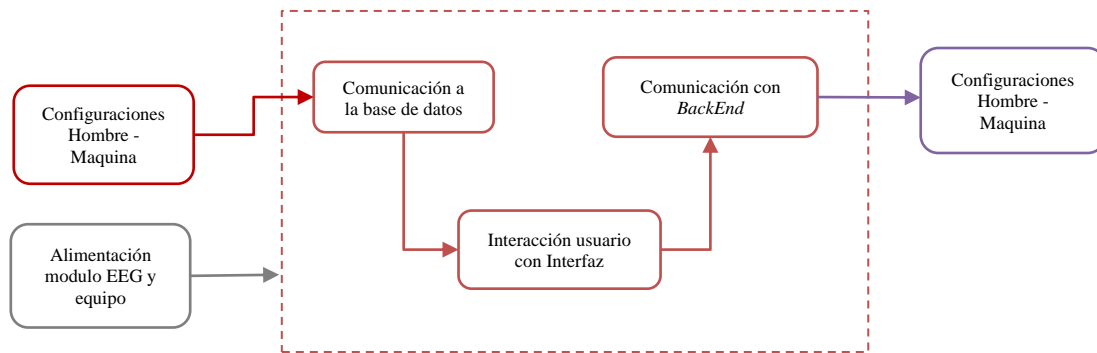 Configuraciones
Hombre -
Maquina
Alimentación
modulo EEG y
equipo
Comunicación a
la base de datos
Interacción usuario
con Interfaz
Comunicación con
BackEnd
Configuraciones
Hombre -
Maquina